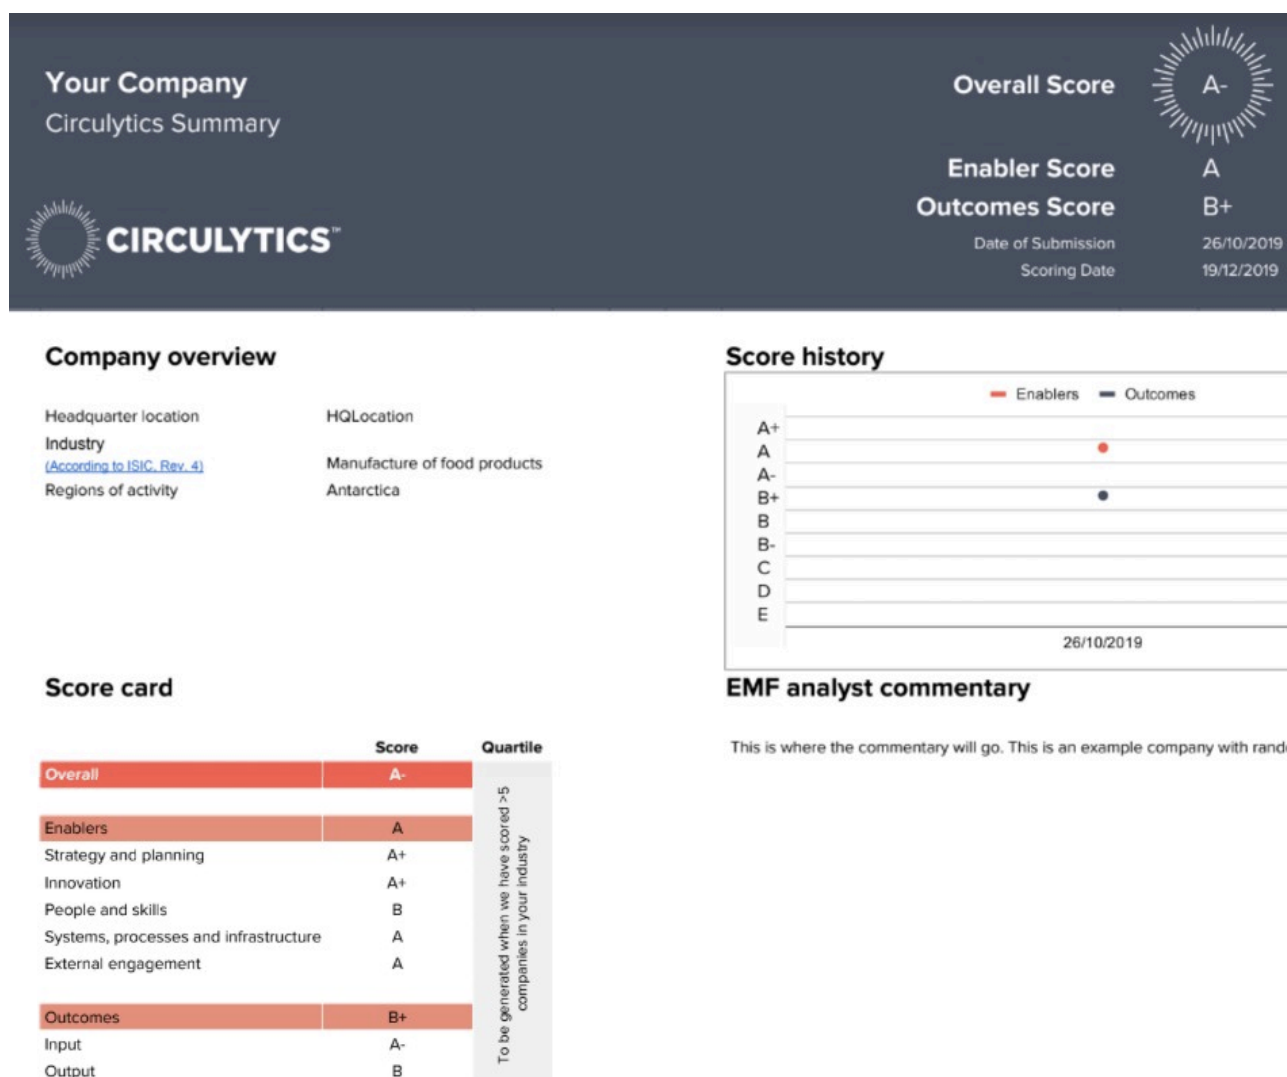 Your Company
Circulytics Summary
CIRCULYTICS™
Overall Score A-
Enabler Score A
Outcomes Score B+
Date of Submission 26/10/2019
Scoring Date 19/12/2019
Company overview
Headquarter location HQLocation
Industry
(According to ISIC, Rev. 4) Manufacture of food products
Regions of activity Antarctica
Score history
Enablers Outcomes
A+
A
A-
B+
B
B-
C
D
E
26/10/2019
Score card
Score Quartile
Overall A-
Enablers A
Strategy and planning A+
Innovation A+
People and skills B
Systems, processes and infrastructure A
External engagement A
Outcomes B+
Input A-
Output B
To be generated when we have scored >5
companies in your industry
EMF analyst commentary
This is where the commentary will go. This is an example company with